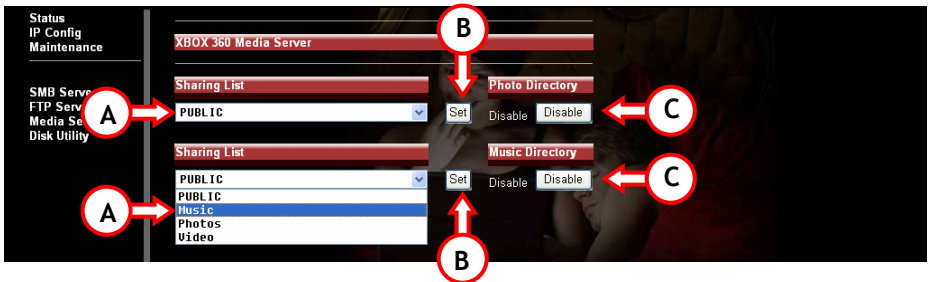 Status
IP Config
Maintenance
SMB Serve
FTP Serv
Media Se
Disk Utility
XBOX 360 Media Server
B
Sharing List
Photo Directory
A
PUBLIC
Set
Disable
Disable
C
Sharing List
Music Directory
PUBLIC
Set
Disable
Disable
C
PUBLIC
A
Music
Photos
Video
B